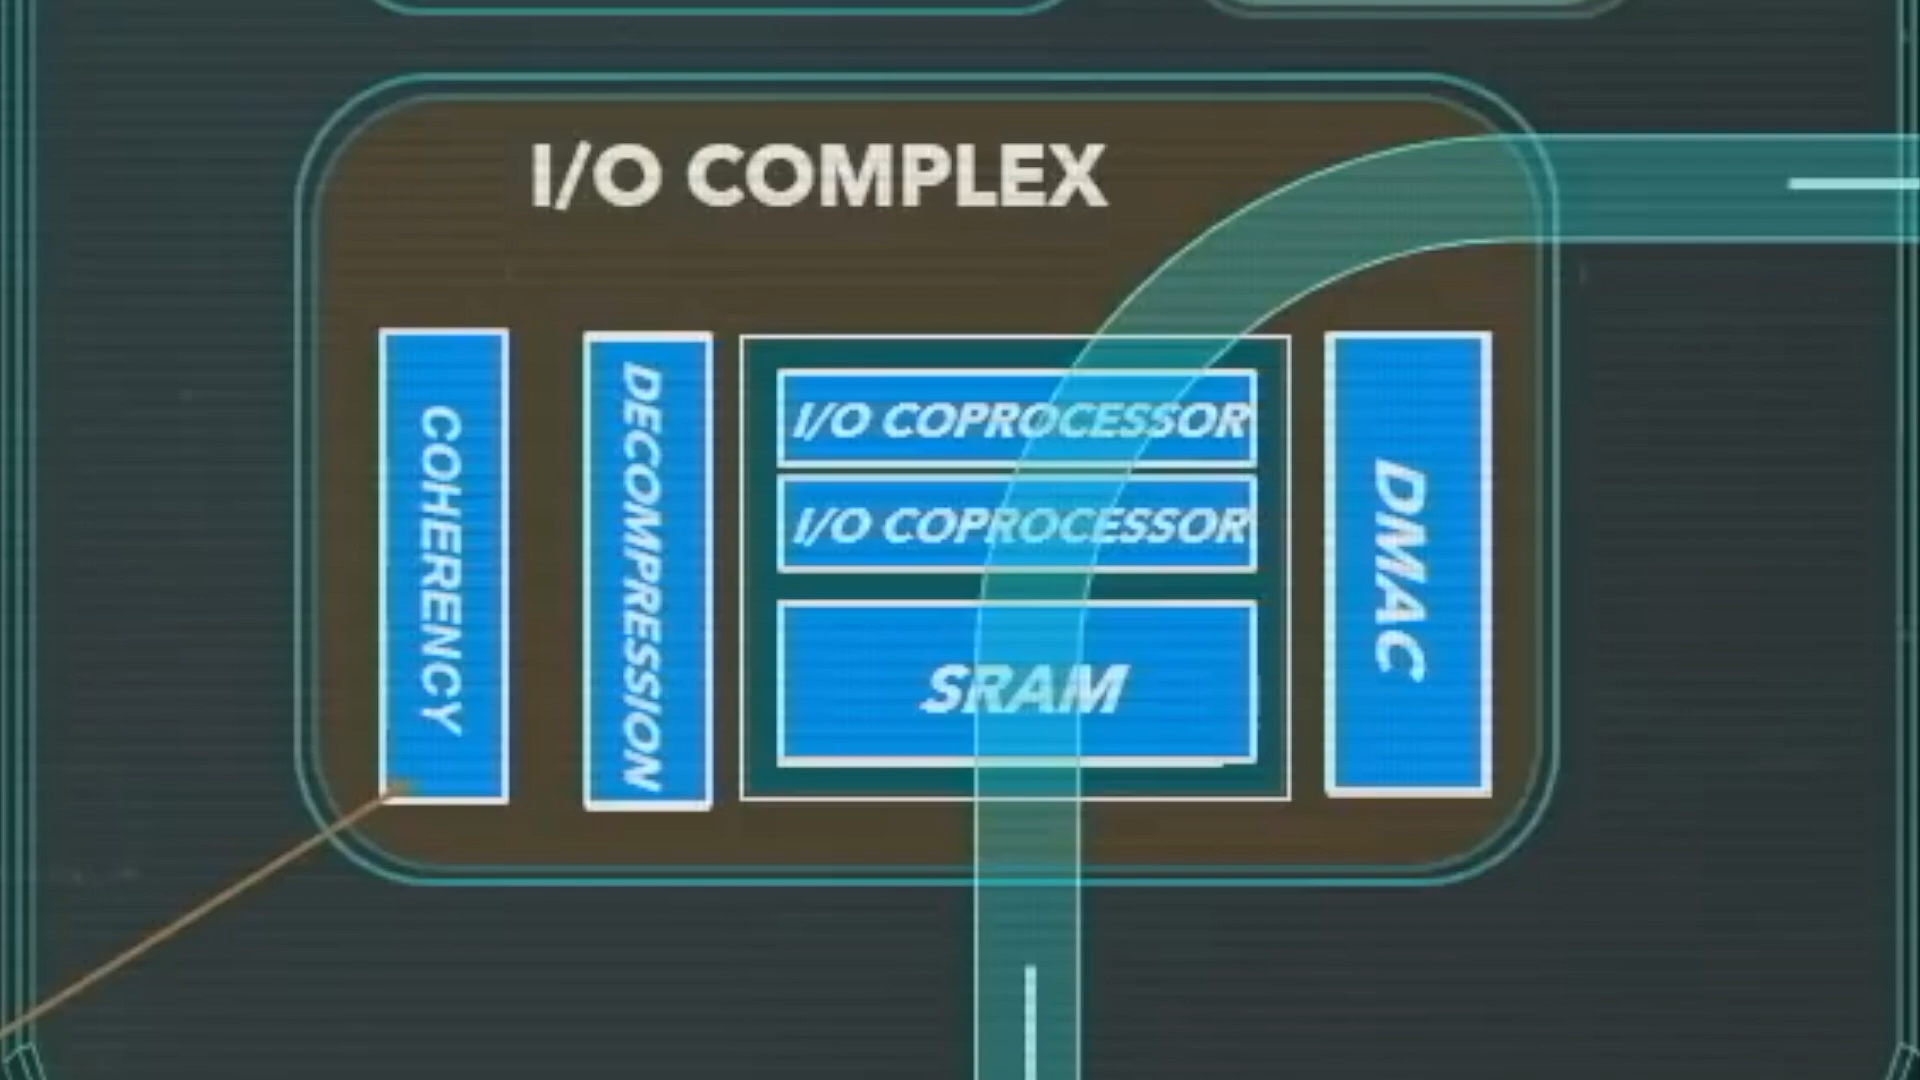 I/O COMPLEX
COHERENCY
DECOMPRESSION
I/O COPROCESSOR
I/O COPROCESSOR
SRAM
DMAC